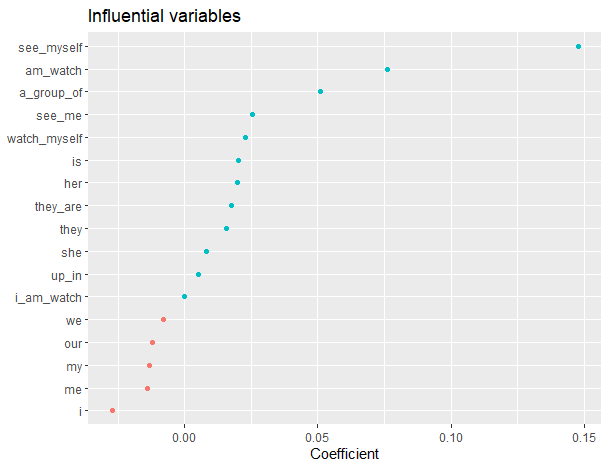 Influential variables
see_myself
am_watch
a_group_of
see_me
watch_myself
is
her
they_are
they
she
up_in
i_am_watch
we
our
my
me
i
0.00 0.05 0.10 0.15
Coefficient